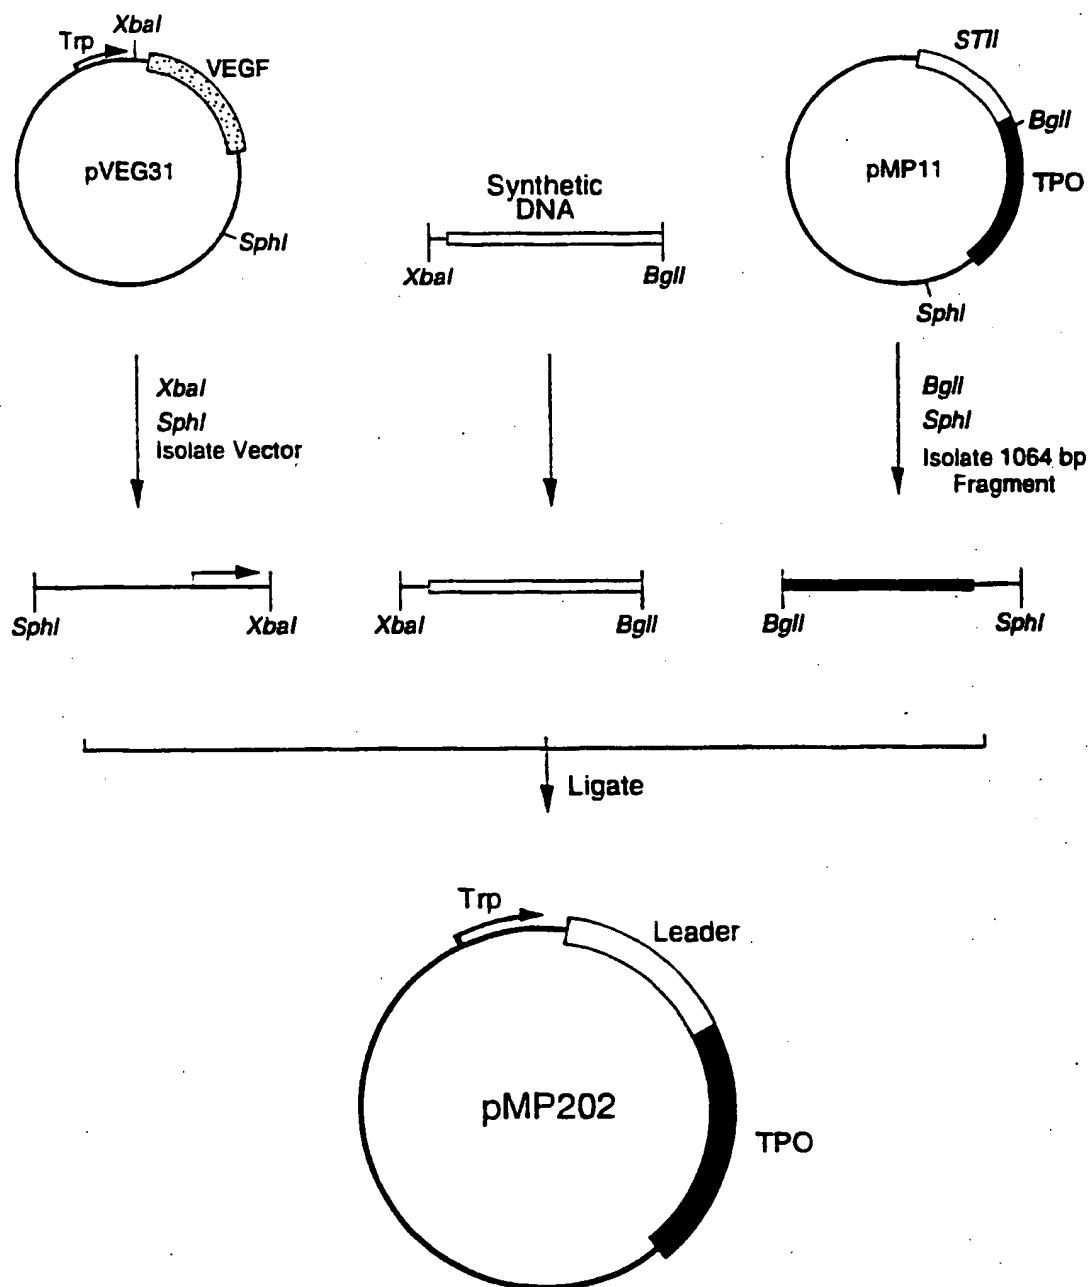 XbaI
Trp
VEGF
pVEG31
SphI
Synthetic
DNA
XbaI
BglI
STII
BglI
pMP11
TPO
SphI
XbaI
SphI
Isolate Vector
BglI
SphI
Isolate 1064 bp
Fragment
SphI
XbaI
XbaI
BglI
BglI
SphI
Ligate
Trp
Leader
pMP202
TPO